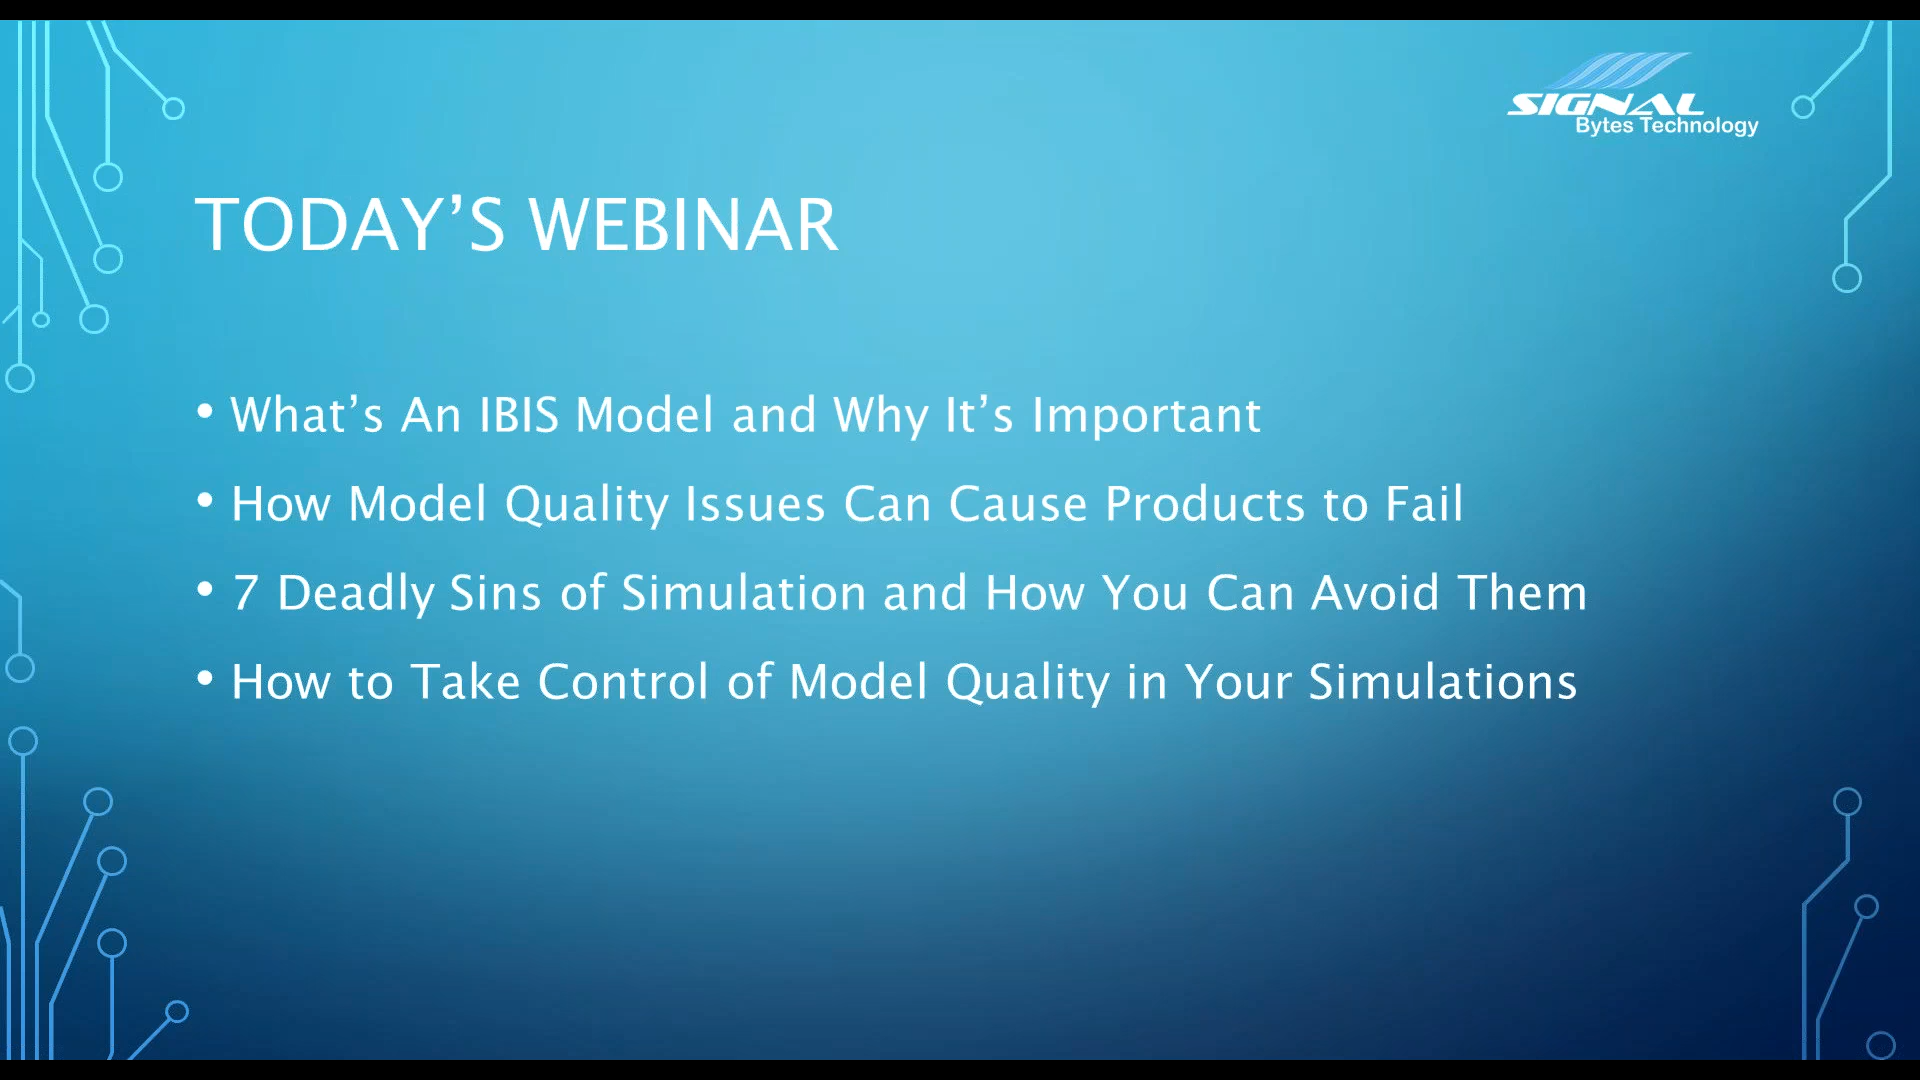 SIGNAL
Bytes Technology
TODAY’S WEBINAR
• What’s An IBIS Model and Why It’s Important
• How Model Quality Issues Can Cause Products to Fail
• 7 Deadly Sins of Simulation and How You Can Avoid Them
• How to Take Control of Model Quality in Your Simulations